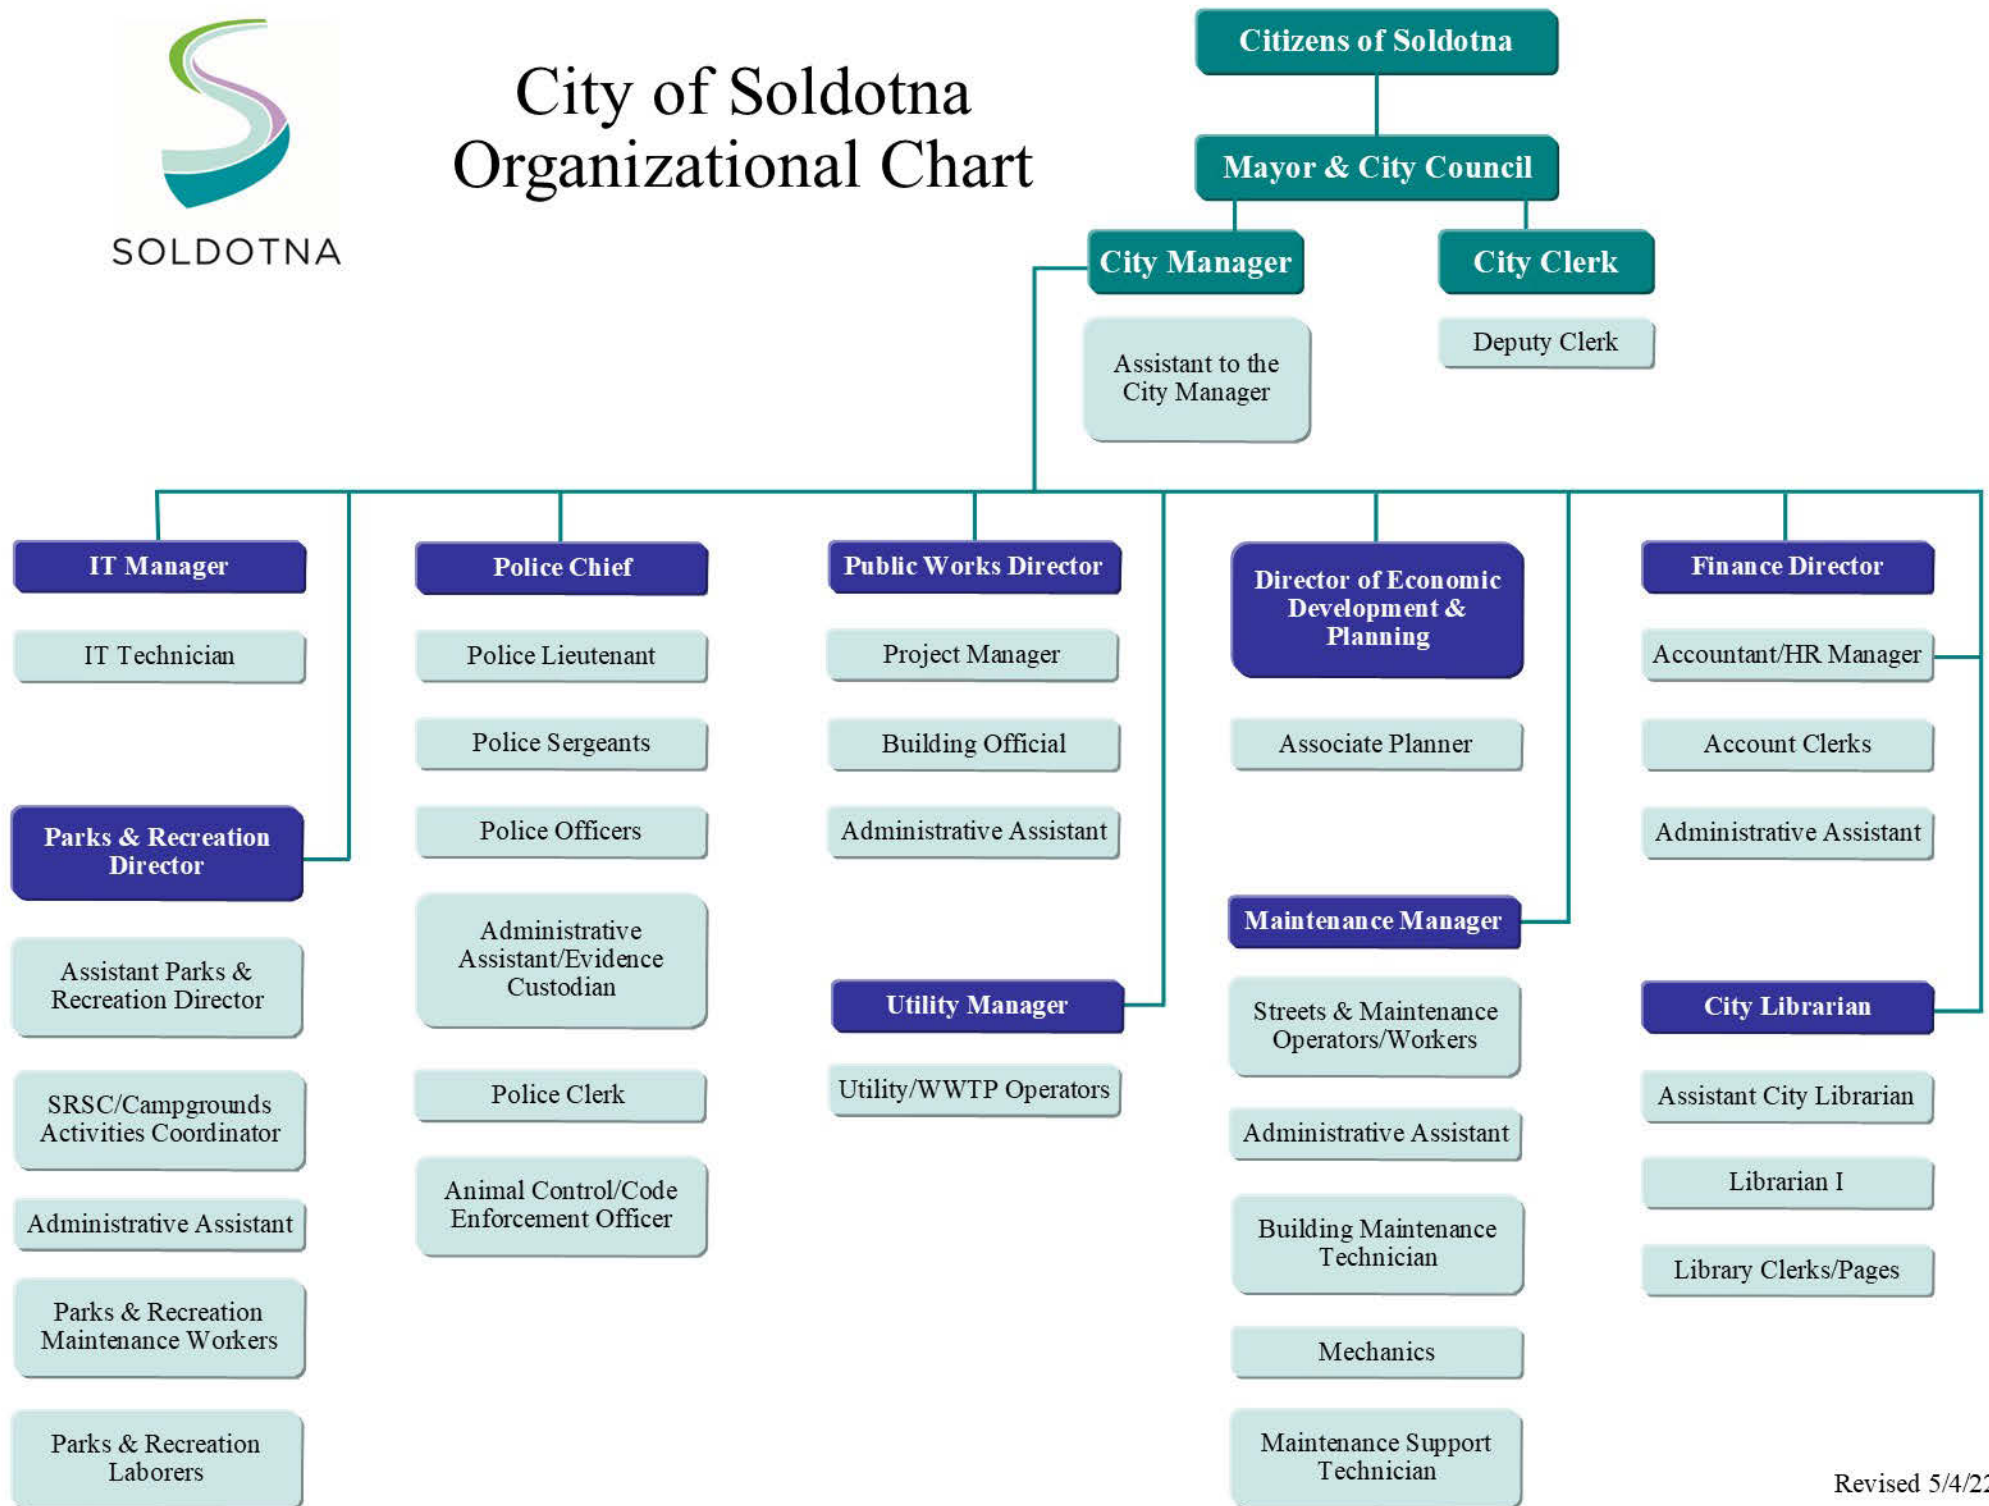 SOLDOTNA
City of Soldotna
Organizational Chart
Citizens of Soldotna
Mayor & City Council
City Manager
City Clerk
Assistant to the
City Manager
Deputy Clerk
IT Manager
IT Technician
Parks & Recreation
Director
Assistant Parks &
Recreation Director
SRSC/Campgrounds
Activities Coordinator
Administrative Assistant
Parks & Recreation
Maintenance Workers
Parks & Recreation
Laborers
Police Chief
Police Lieutenant
Police Sergeants
Police Officers
Administrative
Assistant/Evidence
Custodian
Police Clerk
Animal Control/Code
Enforcement Officer
Public Works Director
Project Manager
Building Official
Administrative Assistant
Utility Manager
Utility/WWTP Operators
Director of Economic
Development &
Planning
Associate Planner
Maintenance Manager
Streets & Maintenance
Operators/Workers
Administrative Assistant
Building Maintenance
Technician
Mechanics
Maintenance Support
Technician
Finance Director
Accountant/HR Manager
Account Clerks
Administrative Assistant
City Librarian
Assistant City Librarian
Librarian I
Library Clerks/Pages
Revised 5/4/22